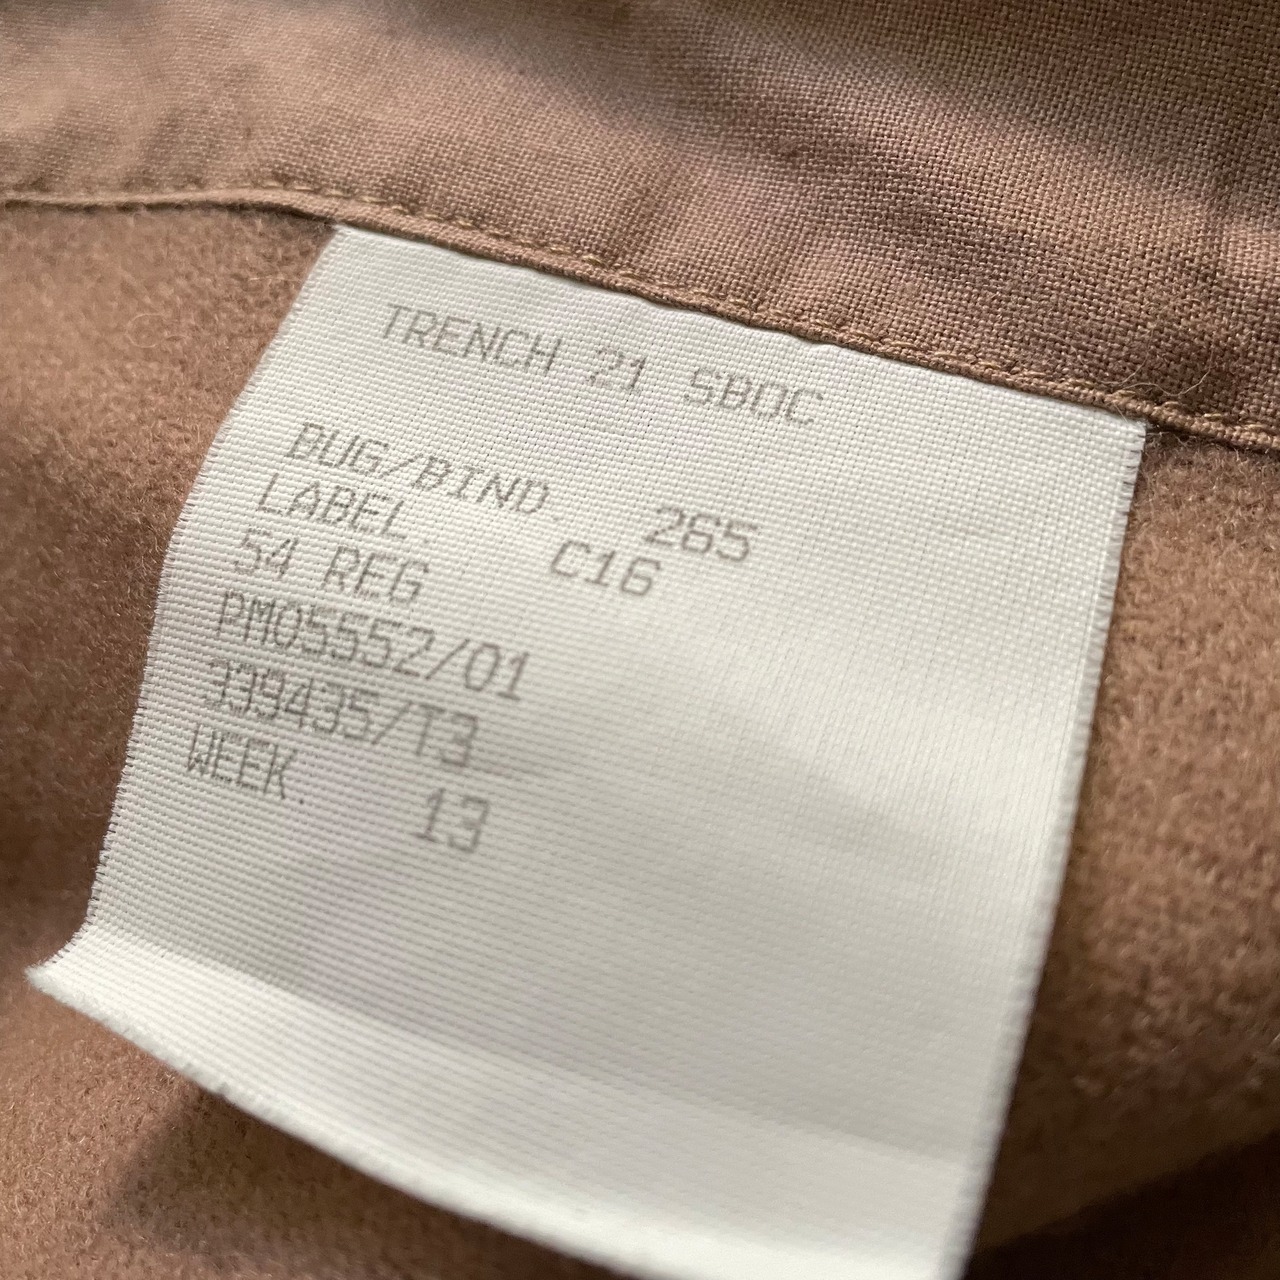 TRENCH 21 SBOC
BUG/BIND. 265
LABEL C16
54 REG
PM05552/01
339435/T3
WEEK. 13